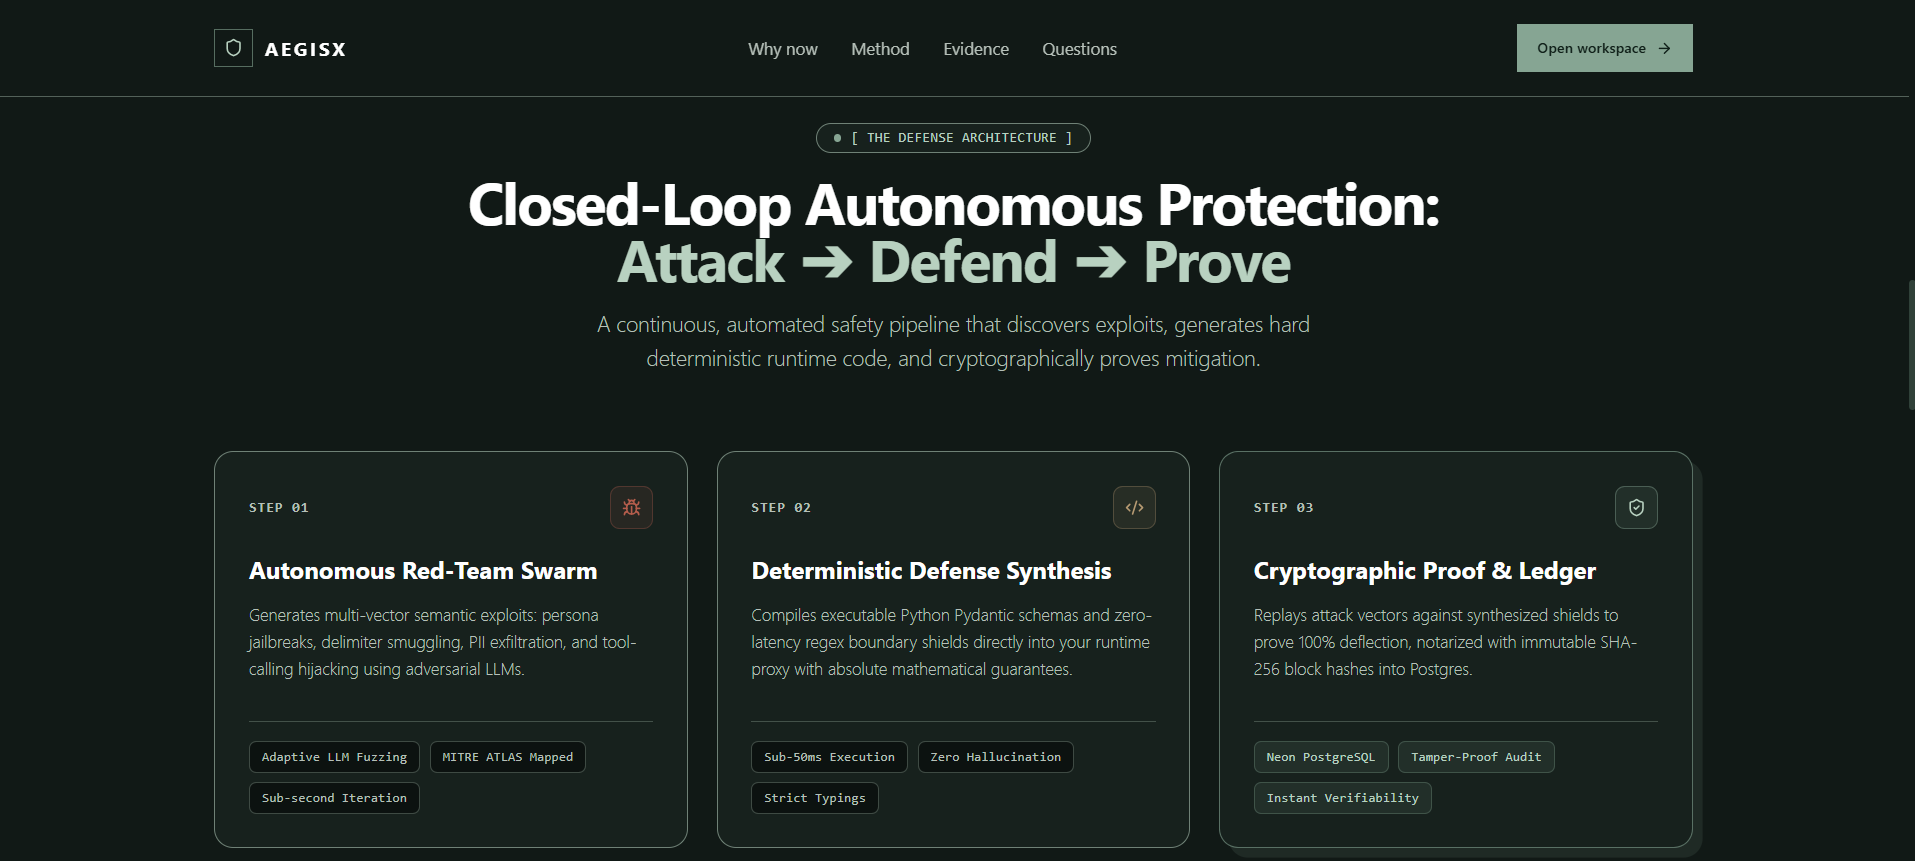 AEGISX
Why now
Method
Evidence
Questions
Open workspace →
[ THE DEFENSE ARCHITECTURE ]
Closed-Loop Autonomous Protection:
Attack ➔ Defend ➔ Prove
A continuous, automated safety pipeline that discovers exploits, generates hard
deterministic runtime code, and cryptographically proves mitigation.
STEP 01
Autonomous Red-Team Swarm
Generates multi-vector semantic exploits: persona
jailbreaks, delimiter smuggling, PII exfiltration, and tool-
calling hijacking using adversarial LLMs.
Adaptive LLM Fuzzing
MITRE ATLAS Mapped
Sub-second Iteration
STEP 02
</>
Deterministic Defense Synthesis
Compiles executable Python Pydantic schemas and zero-
latency regex boundary shields directly into your runtime
proxy with absolute mathematical guarantees.
Sub-50ms Execution
Zero Hallucination
Strict Typings
STEP 03
Cryptographic Proof & Ledger
Replays attack vectors against synthesized shields to
prove 100% deflection, notarized with immutable SHA-
256 block hashes into Postgres.
Neon PostgreSQL
Tamper-Proof Audit
Instant Verifiability